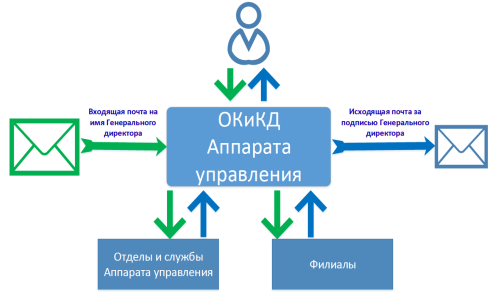 Входящая почта на
имя Генерального
директора
ОКиКД
Аппарата
управления
Исходящая почта за
подписью Генерального
директора
Отделы и службы
Аппарата управления
Филиалы